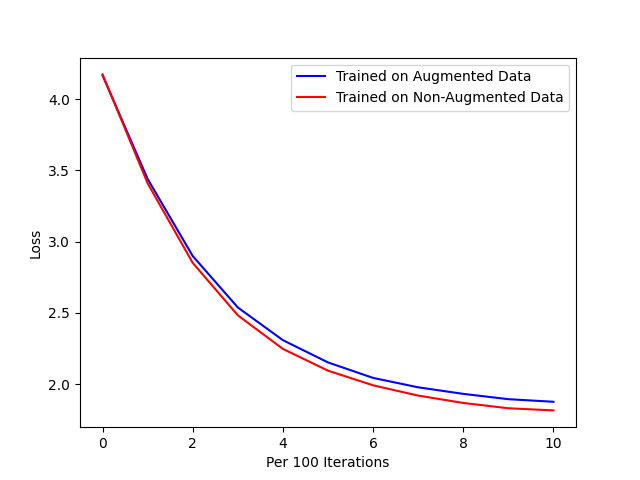 Trained on Augmented Data
Trained on Non-Augmented Data
4.0
3.5
3.0
2.5
2.0
Loss
0 2 4 6 8 10
Per 100 Iterations